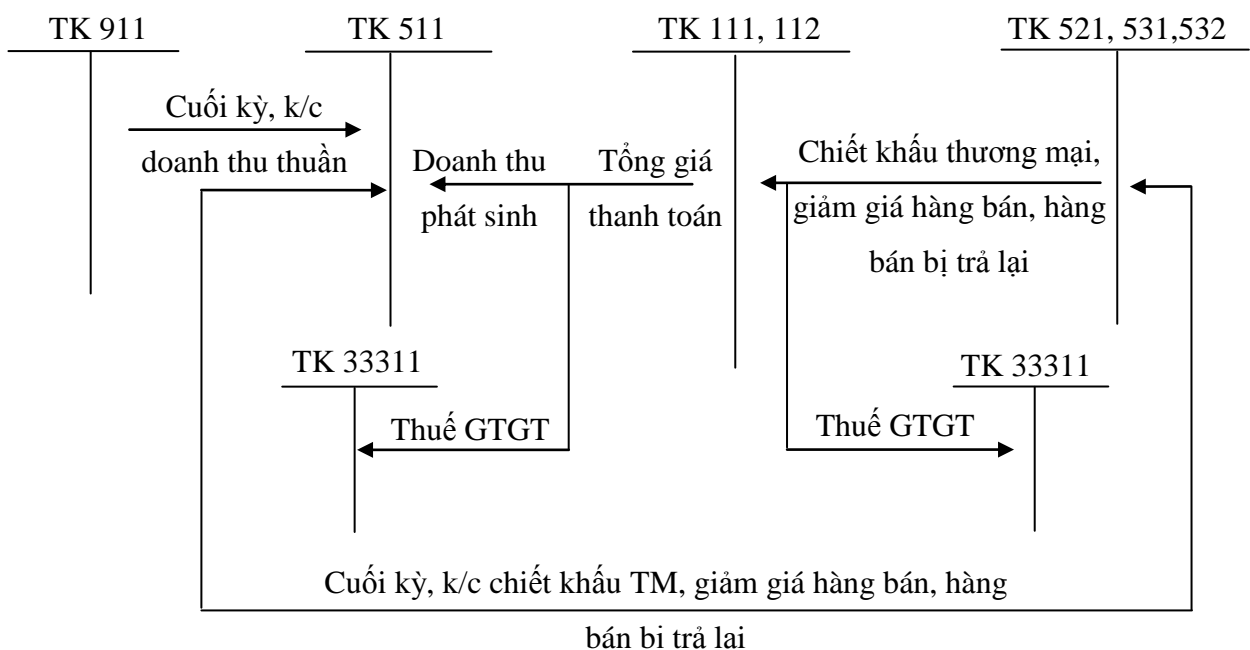 TK 911
TK 511
TK 111, 112
TK 521, 531,532
Cuối kỳ, k/c
doanh thu thuần
Doanh thu
phát sinh
Tổng giá
thanh toán
Chiết khấu thương mại,
giảm giá hàng bán, hàng
bán bị trả lại
TK 33311
TK 33311
Thuế GTGT
Thuế GTGT
Cuối kỳ, k/c chiết khấu TM, giảm giá hàng bán, hàng
bán bi trả lai